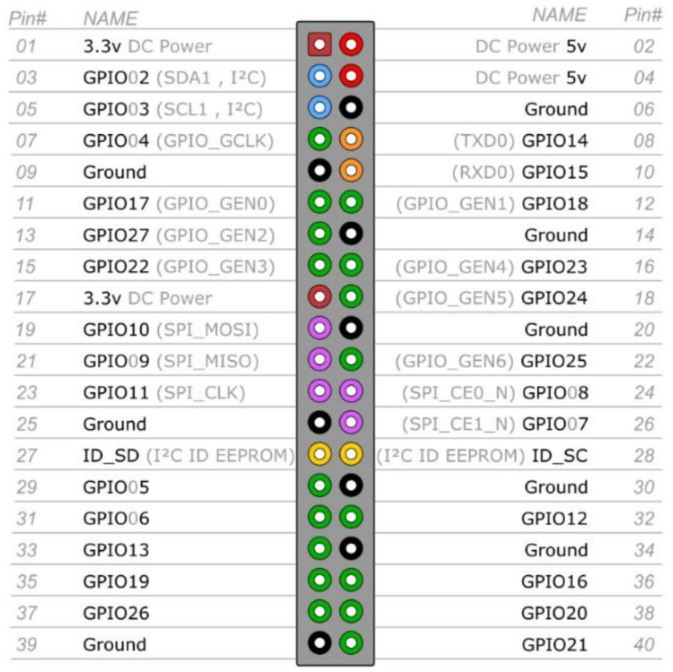 Pin# NAME NAME Pin#
01 3.3v DC Power DC Power 5v 02
03 GPIO02 (SDA1 , I²C) DC Power 5v 04
05 GPIO03 (SCL1 , I²C) Ground 06
07 GPIO04 (GPIO_GCLK) (TXD0) GPIO14 08
09 Ground (RXD0) GPIO15 10
11 GPIO17 (GPIO_GEN0) (GPIO_GEN1) GPIO18 12
13 GPIO27 (GPIO_GEN2) Ground 14
15 GPIO22 (GPIO_GEN3) (GPIO_GEN4) GPIO23 16
17 3.3v DC Power (GPIO_GEN5) GPIO24 18
19 GPIO10 (SPI_MOSI) Ground 20
21 GPIO09 (SPI_MISO) (GPIO_GEN6) GPIO25 22
23 GPIO11 (SPI_CLK) (SPI_CE0_N) GPIO08 24
25 Ground (SPI_CE1_N) GPIO07 26
27 ID_SD (I²C ID EEPROM) (I²C ID EEPROM) ID_SC 28
29 GPIO05 Ground 30
31 GPIO06 GPIO12 32
33 GPIO13 Ground 34
35 GPIO19 GPIO16 36
37 GPIO26 GPIO20 38
39 Ground GPIO21 40